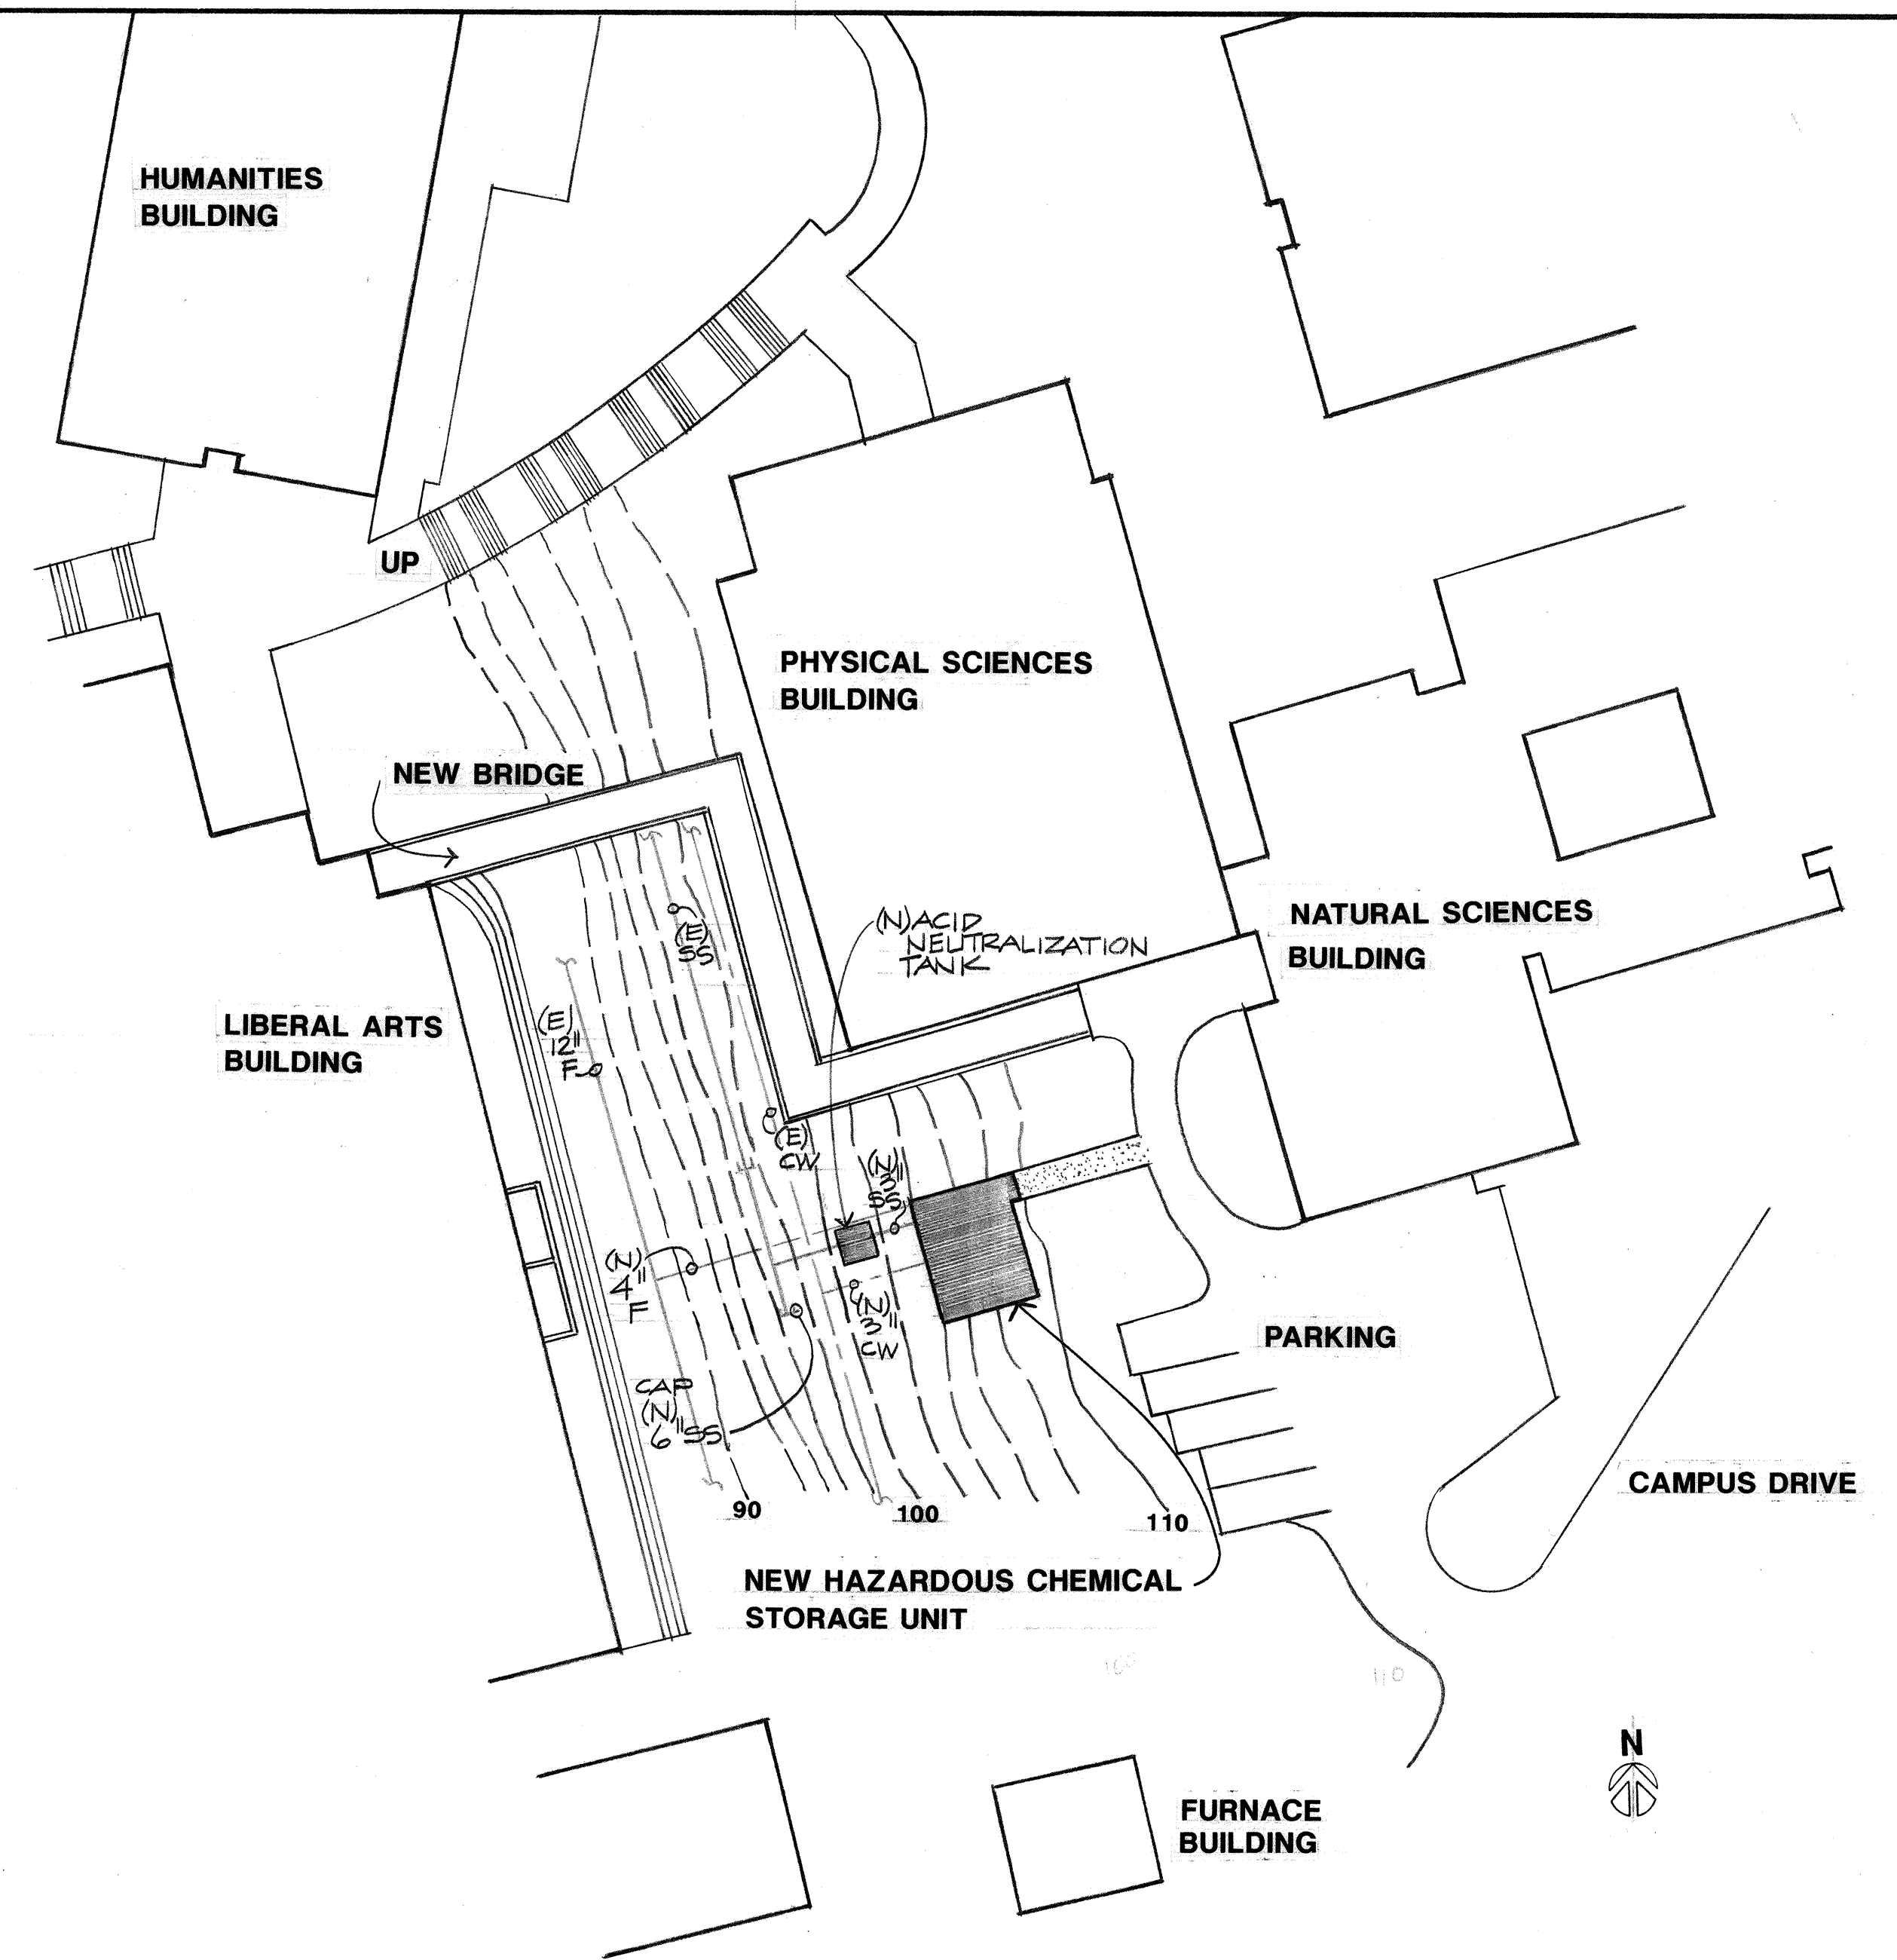 HUMANITIES
BUILDING
UP
PHYSICAL SCIENCES
BUILDING
NEW BRIDGE
(E)
SS
(N) ACID
NEUTRALIZATION
TANK
NATURAL SCIENCES
BUILDING
LIBERAL ARTS
BUILDING
(E)
12"
F
(E)
CW
(N)
3"
SS
(N)
4"
F
(N)
3"
CW
PARKING
CAP
(N)
6" SS
CAMPUS DRIVE
90
100
110
NEW HAZARDOUS CHEMICAL
STORAGE UNIT
100
110
N
FURNACE
BUILDING